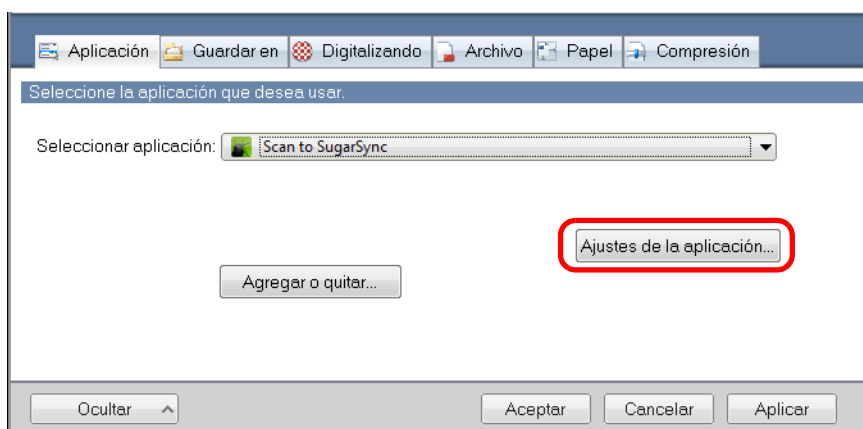 Aplicación Guardar en Digitalizando Archivo Papel Compresión
Seleccione la aplicación que desea usar.
Seleccionar aplicación: Scan to SugarSync
Ajustes de la aplicación...
Agregar o quitar...
Ocultar Aceptar Cancelar Aplicar